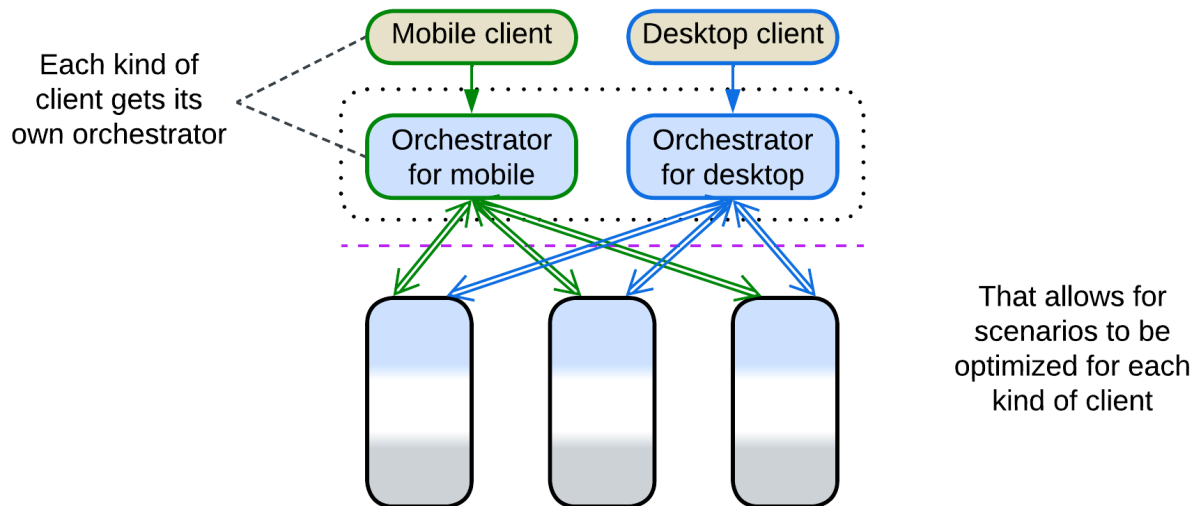 Mobile client
Desktop client
Each kind of
client gets its
own orchestrator
Orchestrator
for mobile
Orchestrator
for desktop
That allows for
scenarios to be
optimized for each
kind of client